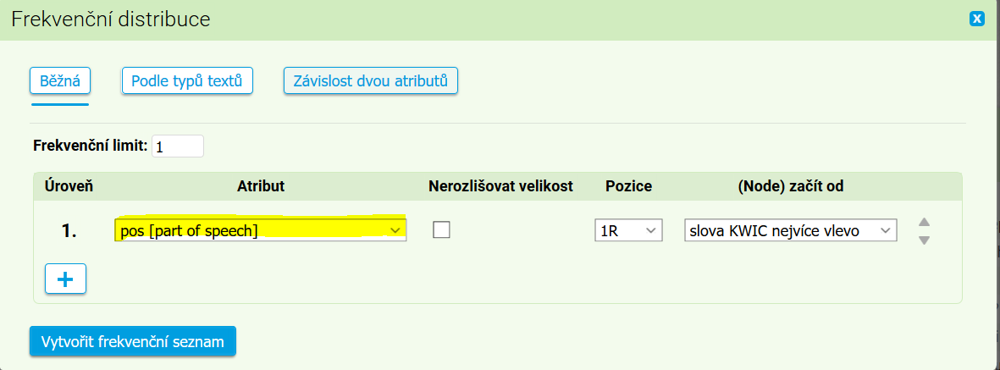 Frekvenční distribuce
x
Běžná Podle typů textů Závislost dvou atributů
Frekvenční limit: 1
Úroveň Atribut Nerozlišovat velikost Pozice (Node) začít od
1. pos [part of speech] 1R slova KWIC nejvíce vlevo
+
Vytvořit frekvenční seznam